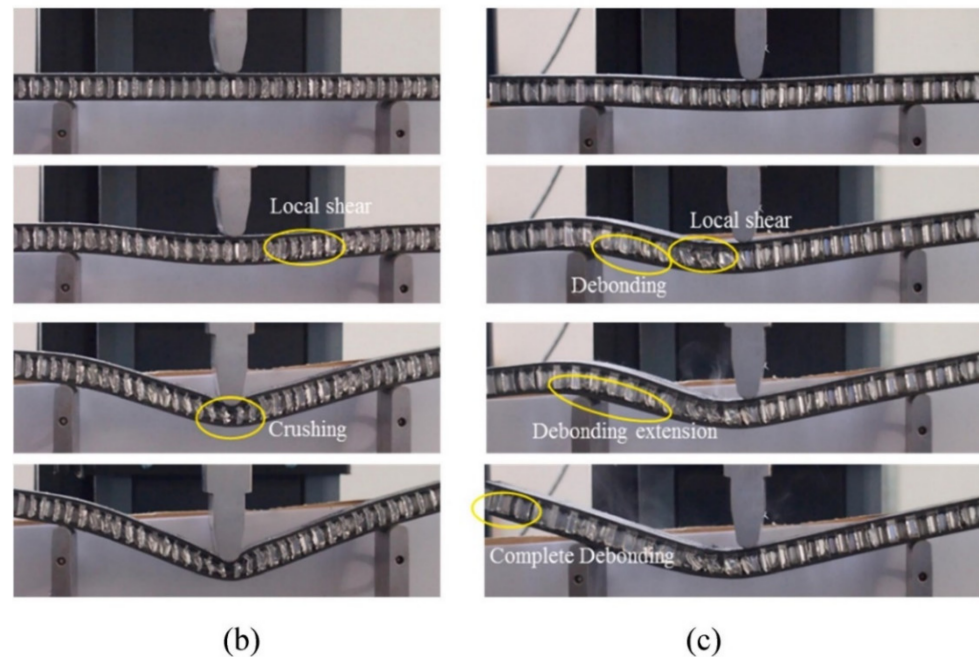 Local shear
Local shear
Debonding
Crushing
Debonding extension
Complete Debonding
(b)
(c)